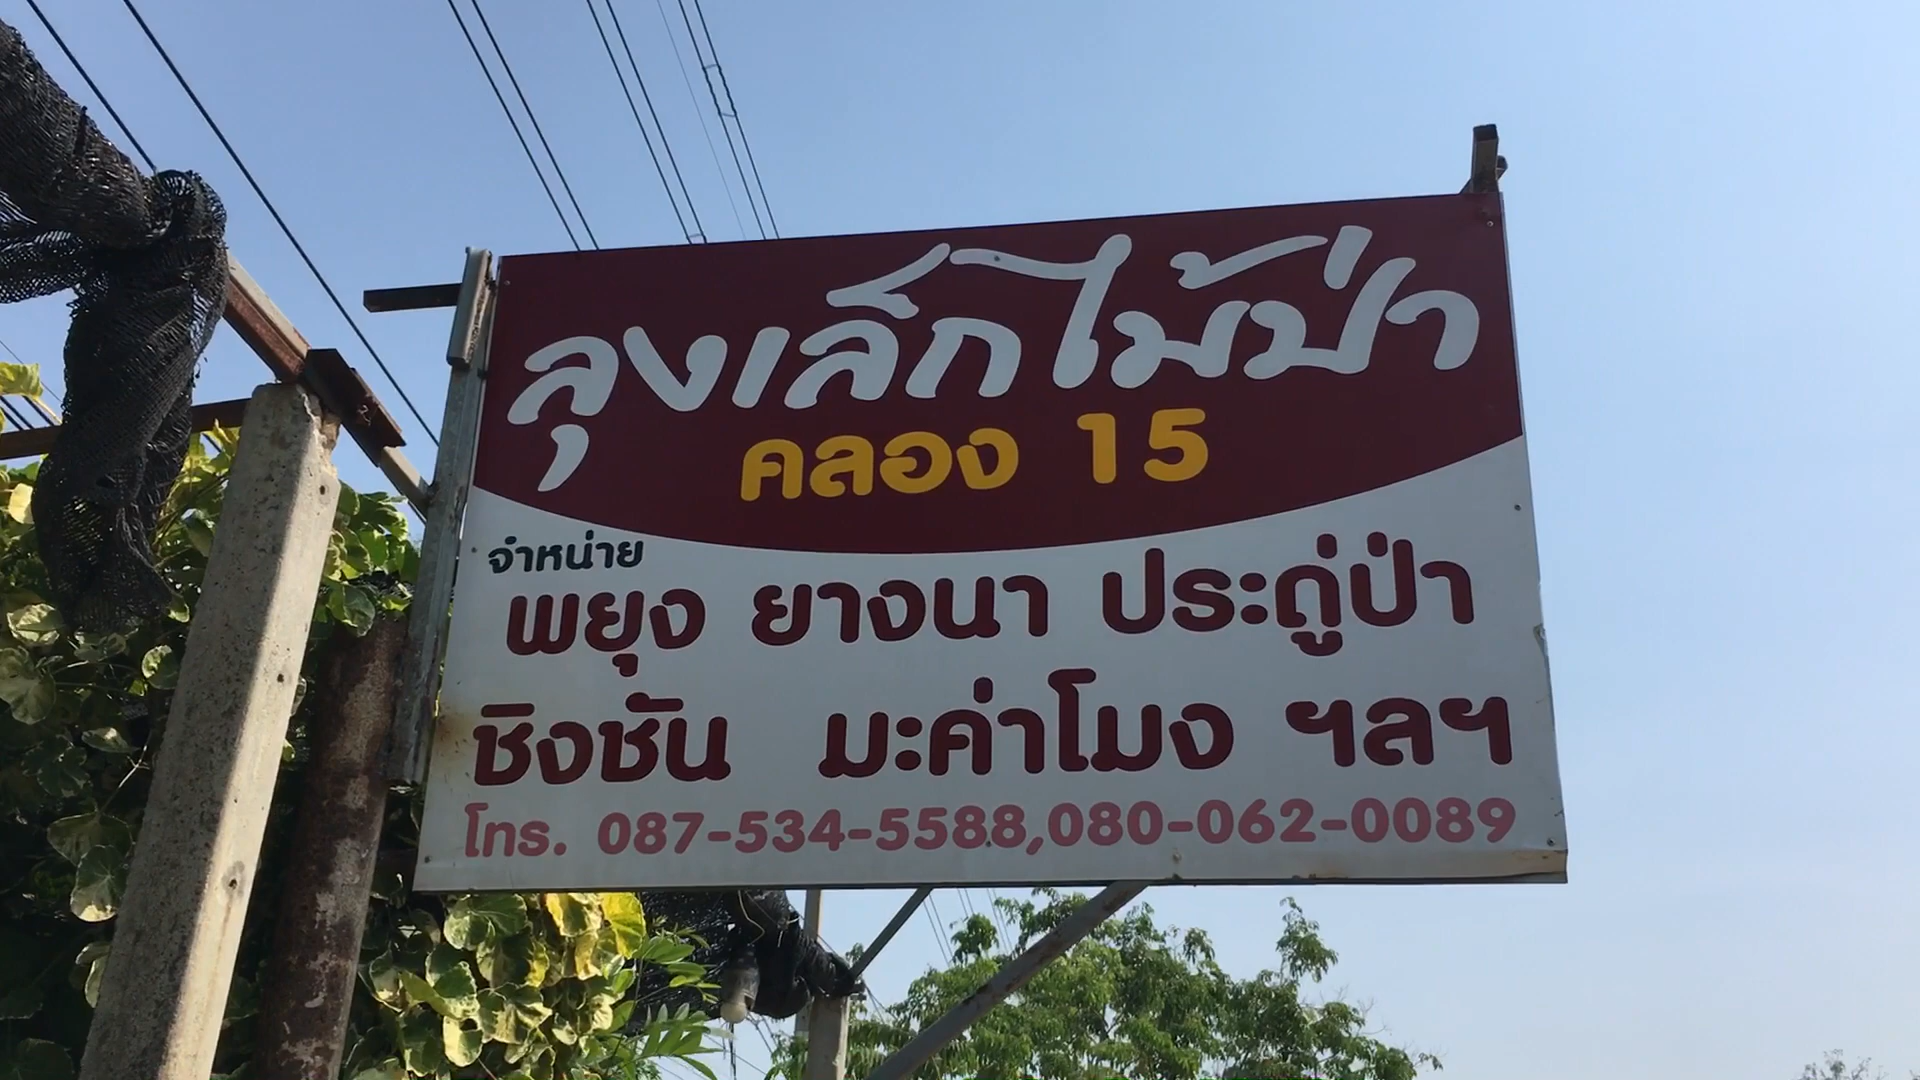 ลุงเล็กไม้ป่า
คลอง 15
จำหน่าย
พยุง ยางนา ประดู่ป่า
ชิงชัน มะค่าโมง ฯลฯ
โทร. 087-534-5588,080-062-0089